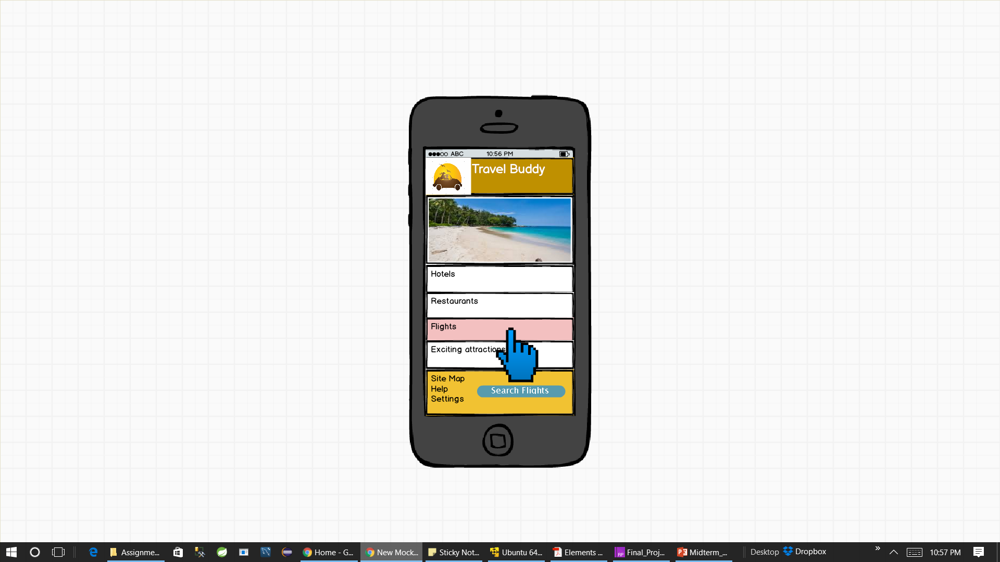 ABC 10:56 PM
Travel Buddy
Hotels
Restaurants
Flights
Exciting attractions
Site Map
Help
Search Flights
Settings
Assignme... Home - G... New Mock... Sticky Not... Ubuntu 64... Elements ... RP Final_Proj... Midterm_... Desktop Dropbox » 10:57 PM